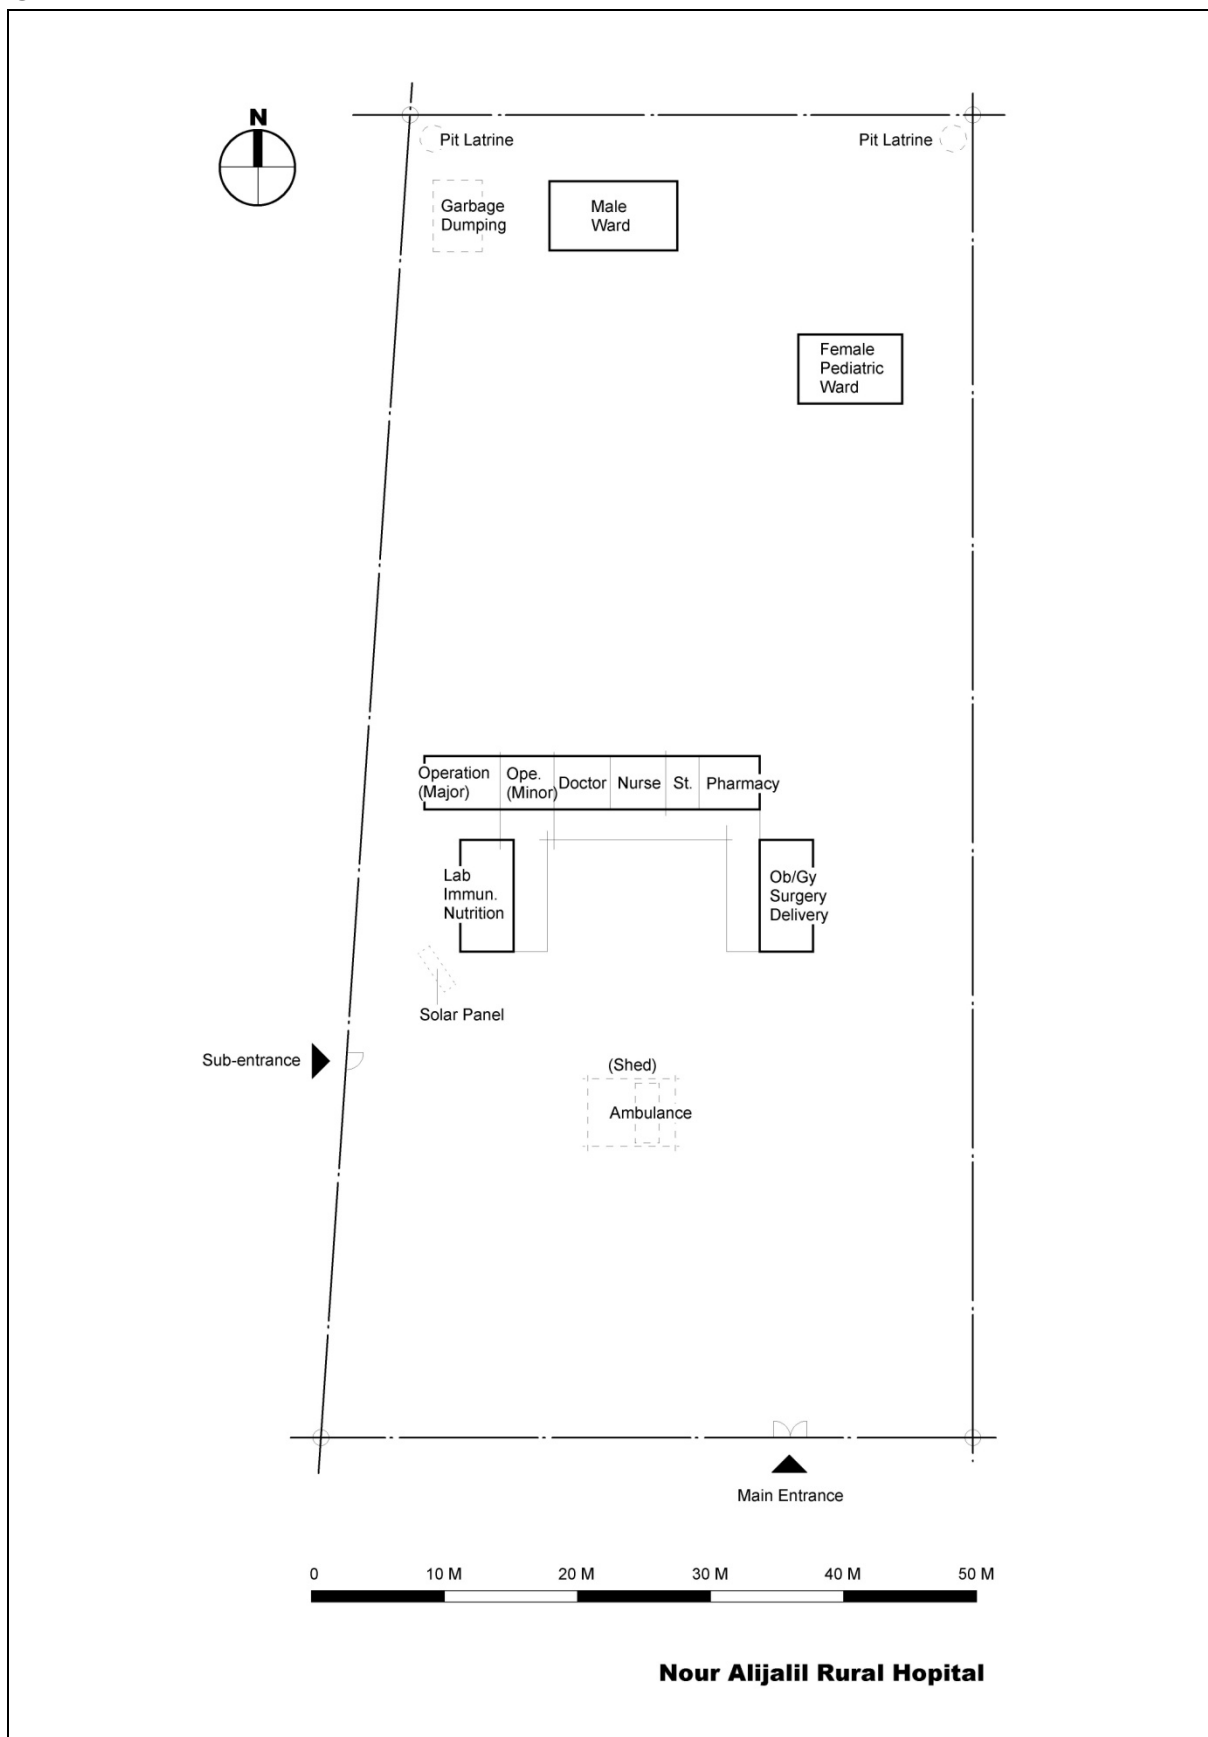 N
Pit Latrine
Pit Latrine
Garbage
Dumping
Male
Ward
Female
Pediatric
Ward
Operation
(Major)
Ope.
(Minor)
Doctor
Nurse
St.
Pharmacy
Lab
Immun.
Nutrition
Ob/Gy
Surgery
Delivery
Solar Panel
Sub-entrance
(Shed)
Ambulance
Main Entrance
0 10 M 20 M 30 M 40 M 50 M
Nour Alijalil Rural Hopital